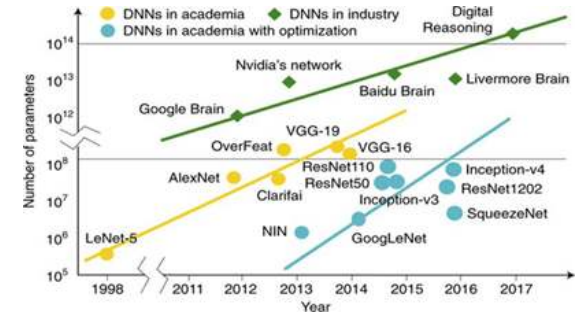 DNNs in academia
DNNs in industry
DNNs in academia with optimization
Digital
Reasoning
10¹⁴
Nvidia's network
10¹³
Baidu Brain
Livermore Brain
Google Brain
10¹²
VGG-19
OverFeat
VGG-16
10⁸
ResNet110
Inception-v4
AlexNet
ResNet50
ResNet1202
Clarifai
10⁷
Inception-v3
SqueezeNet
LeNet-5
NIN
GoogLeNet
10⁶
10⁵
Number of parameters
1998
2011
2012
2013
2014
2015
2016
2017
Year